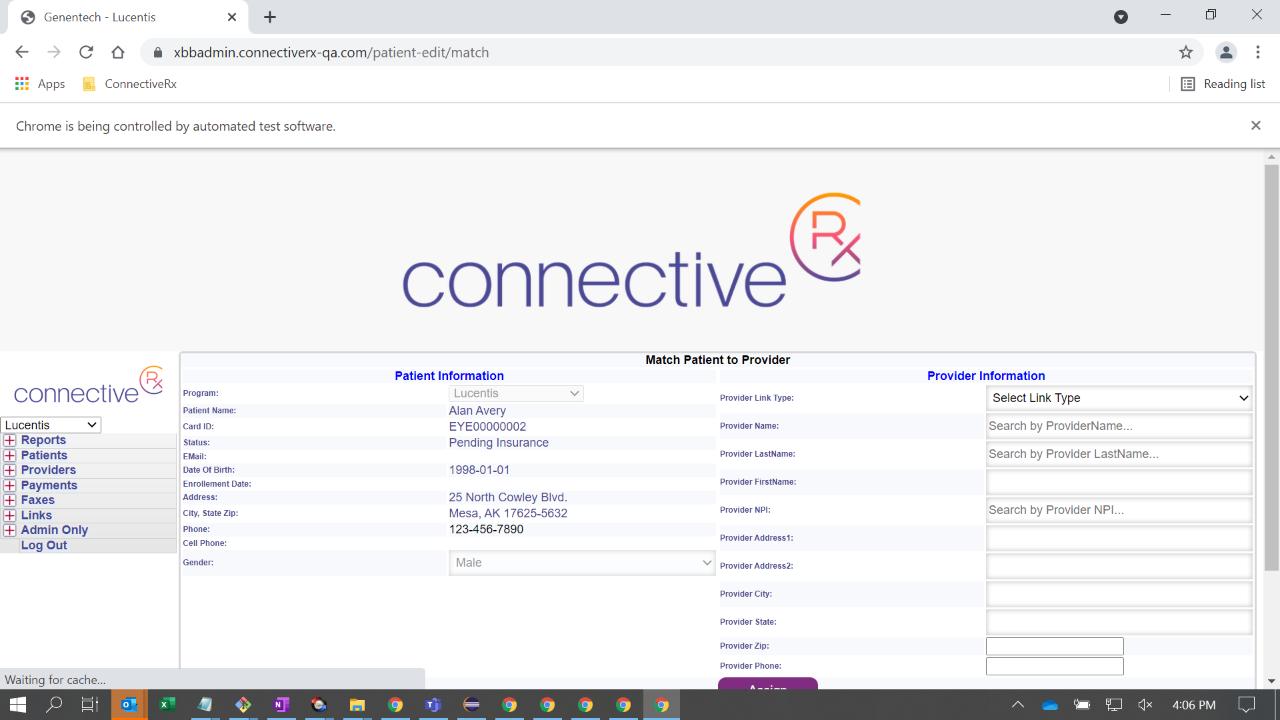 Genentech - Lucentis
xbbadmin.connectiverx-qa.com/patient-edit/match
Apps
ConnectiveRx
Reading list
Chrome is being controlled by automated test software.
connective Rx
connective Rx
Lucentis
Reports
Patients
Providers
Payments
Faxes
Links
Admin Only
Log Out
Match Patient to Provider
Patient Information
Program: Lucentis
Patient Name: Alan Avery
Card ID: EYE00000002
Status: Pending Insurance
EMail:
Date Of Birth: 1998-01-01
Enrollment Date:
Address: 25 North Cowley Blvd.
City, State Zip: Mesa, AK 17625-5632
Phone: 123-456-7890
Cell Phone:
Gender: Male
Provider Information
Provider Link Type: Select Link Type
Provider Name: Search by ProviderName...
Provider LastName: Search by Provider LastName...
Provider FirstName:
Provider NPI: Search by Provider NPI...
Provider Address1:
Provider Address2:
Provider City:
Provider State:
Provider Zip:
Provider Phone:
Assign
Waiting for cache...
4:06 PM